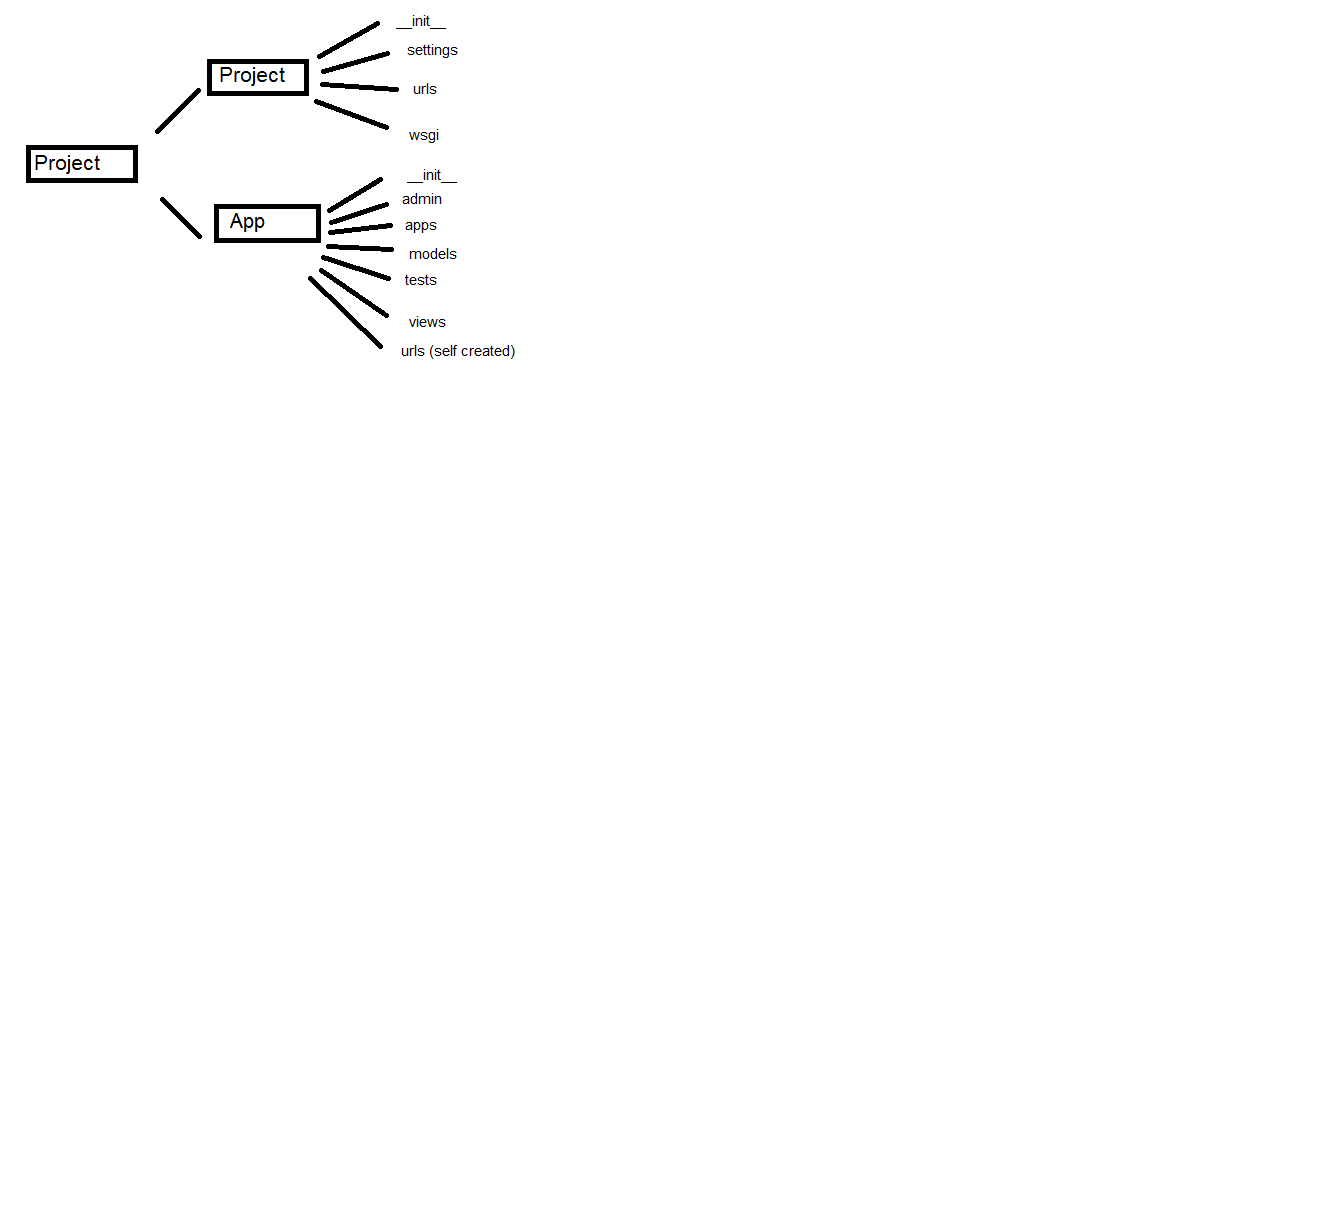 Project
Project
__init__
settings
urls
wsgi
App
__init__
admin
apps
models
tests
views
urls (self created)